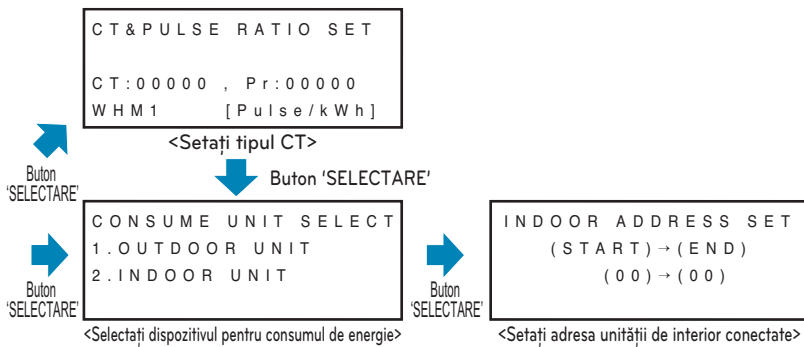 CT&PULSE RATIO SET
CT:00000 , Pr:00000
WHM1 [Pulse/kWh]
<Setați tipul CT>
Buton
'SELECTARE'
Buton 'SELECTARE'
CONSUME UNIT SELECT
1.OUTDOOR UNIT
2.INDOOR UNIT
Buton
'SELECTARE'
<Selectați dispozitivul pentru consumul de energie>
Buton
'SELECTARE'
INDOOR ADDRESS SET
(START)→(END)
(00)→(00)
<Setați adresa unității de interior conectate>